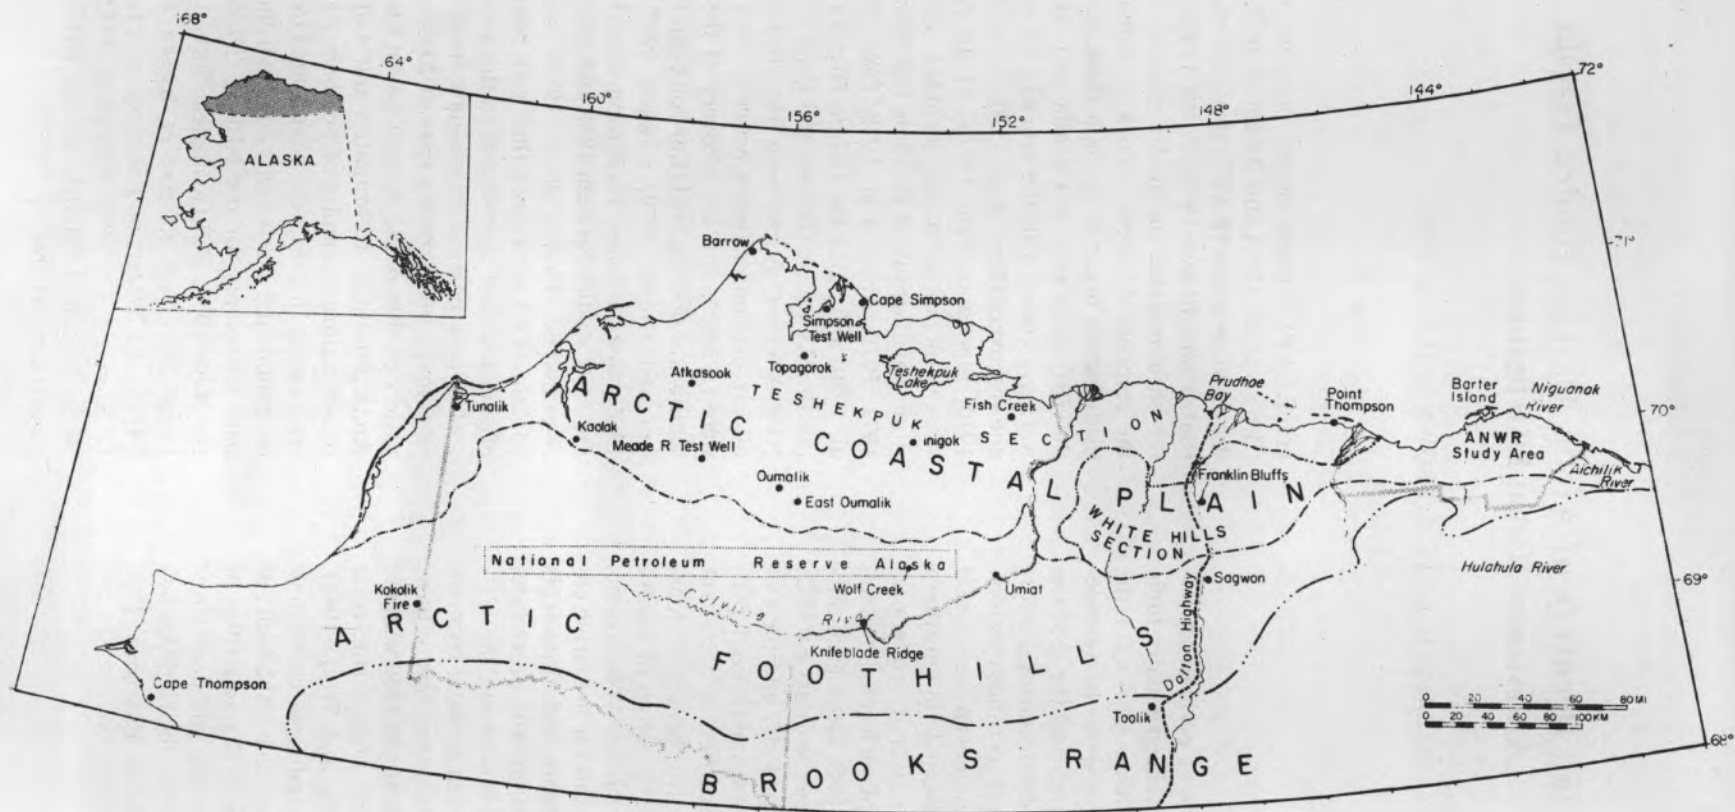 168°
164°
160°
156°
152°
148°
144°
72°
71°
70°
69°
68°
ALASKA
Barrow
Cape Simpson
Simpson
Test Well
Topagorok
Teshekpuk
Lake
Atkasook
Tunalik
Kaolak
Meade R Test Well
Fish Creek
Inigok
Oumalik
East Oumalik
ARCTIC COASTAL PLAIN
TESHEKPUK SECTION
Prudhoe
Bay
Point
Thompson
Barter
Island
Niguanak
River
ANWR
Study Area
Aichilik
River
Franklin Bluffs
WHITE HILLS
SECTION
National Petroleum Reserve Alaska
Wolf Creek
Umiat
Sagwon
Hulahula River
Kokolik
Fire
Colville River
Knifeblade Ridge
Dalton Highway
ARCTIC FOOTHILLS
Cape Thompson
Toolik
BROOKS RANGE
0 20 40 60 80 MI
0 20 40 60 80 100 KM